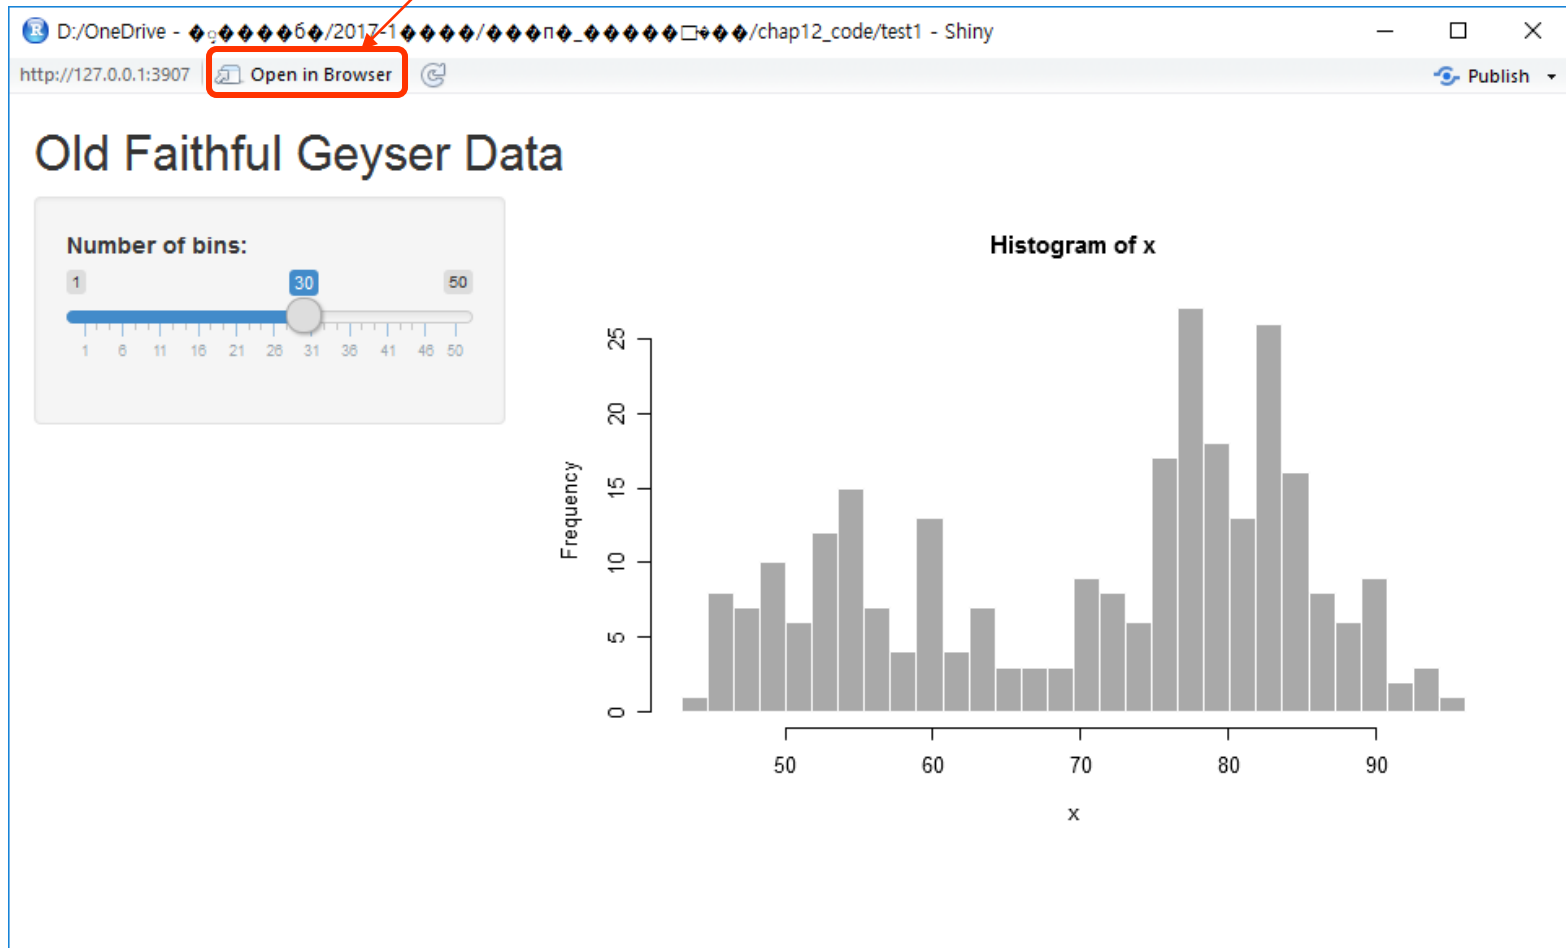 D:/OneDrive - /2017-1 /chap12_code/test1 - Shiny
http://127.0.0.1:3907 Open in Browser Publish
Old Faithful Geyser Data
Number of bins:
1 30 50
1 6 11 16 21 26 31 36 41 46 50
Histogram of x
Frequency
25
20
15
10
5
0
50 60 70 80 90
x